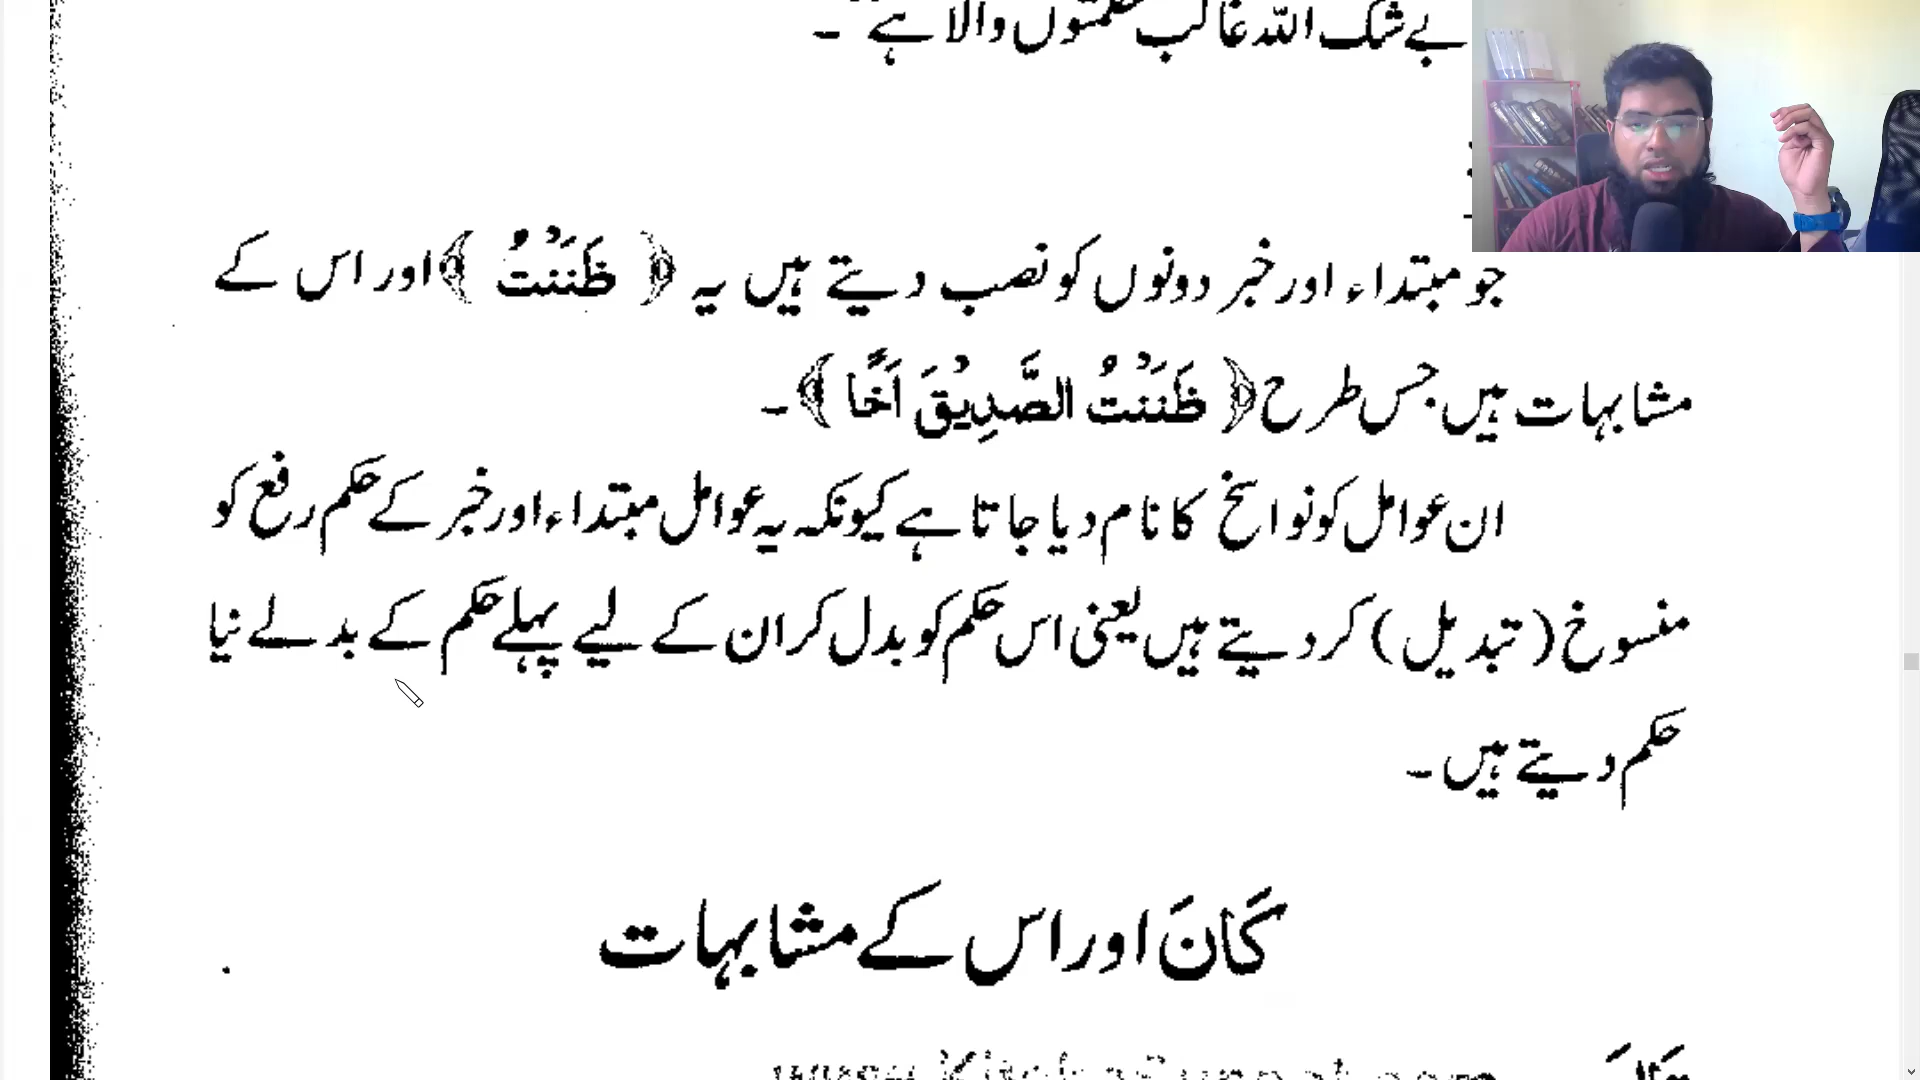 بے شک اللہ غالب حکمتوں والا ہے" ۔
جو مبتداء اور خبر دونوں کو نصب دیتے ہیں یہ ﴿ ظَنَنْتُ ﴾ اور اس کے
مشابہات ہیں جس طرح ﴿ ظَنَنْتُ الصَّدِیْقَ اَخًا ﴾ ۔
ان عوامل کو نواسخ کا نام دیا جاتا ہے کیونکہ یہ عوامل مبتداء اور خبر کے حکم رفع کو
منسوخ (تبدیل) کر دیتے ہیں یعنی اس حکم کو بدل کر ان کے لیے پہلے حکم کے بدلے نیا
حکم دیتے ہیں ۔
کَانَ اور اس کے مشابہات